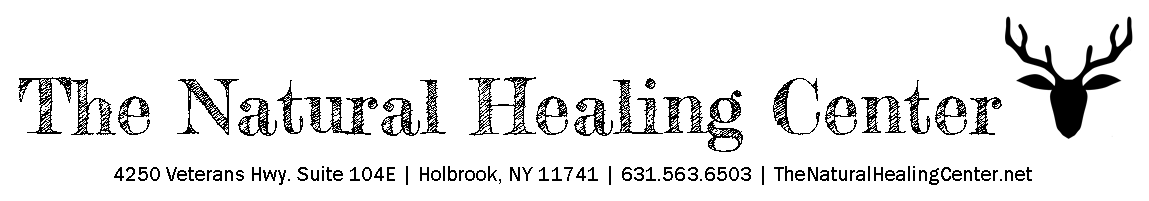 The Natural Healing Center
4250 Veterans Hwy. Suite 104E | Holbrook, NY 11741 | 631.563.6503 | TheNaturalHealingCenter.net